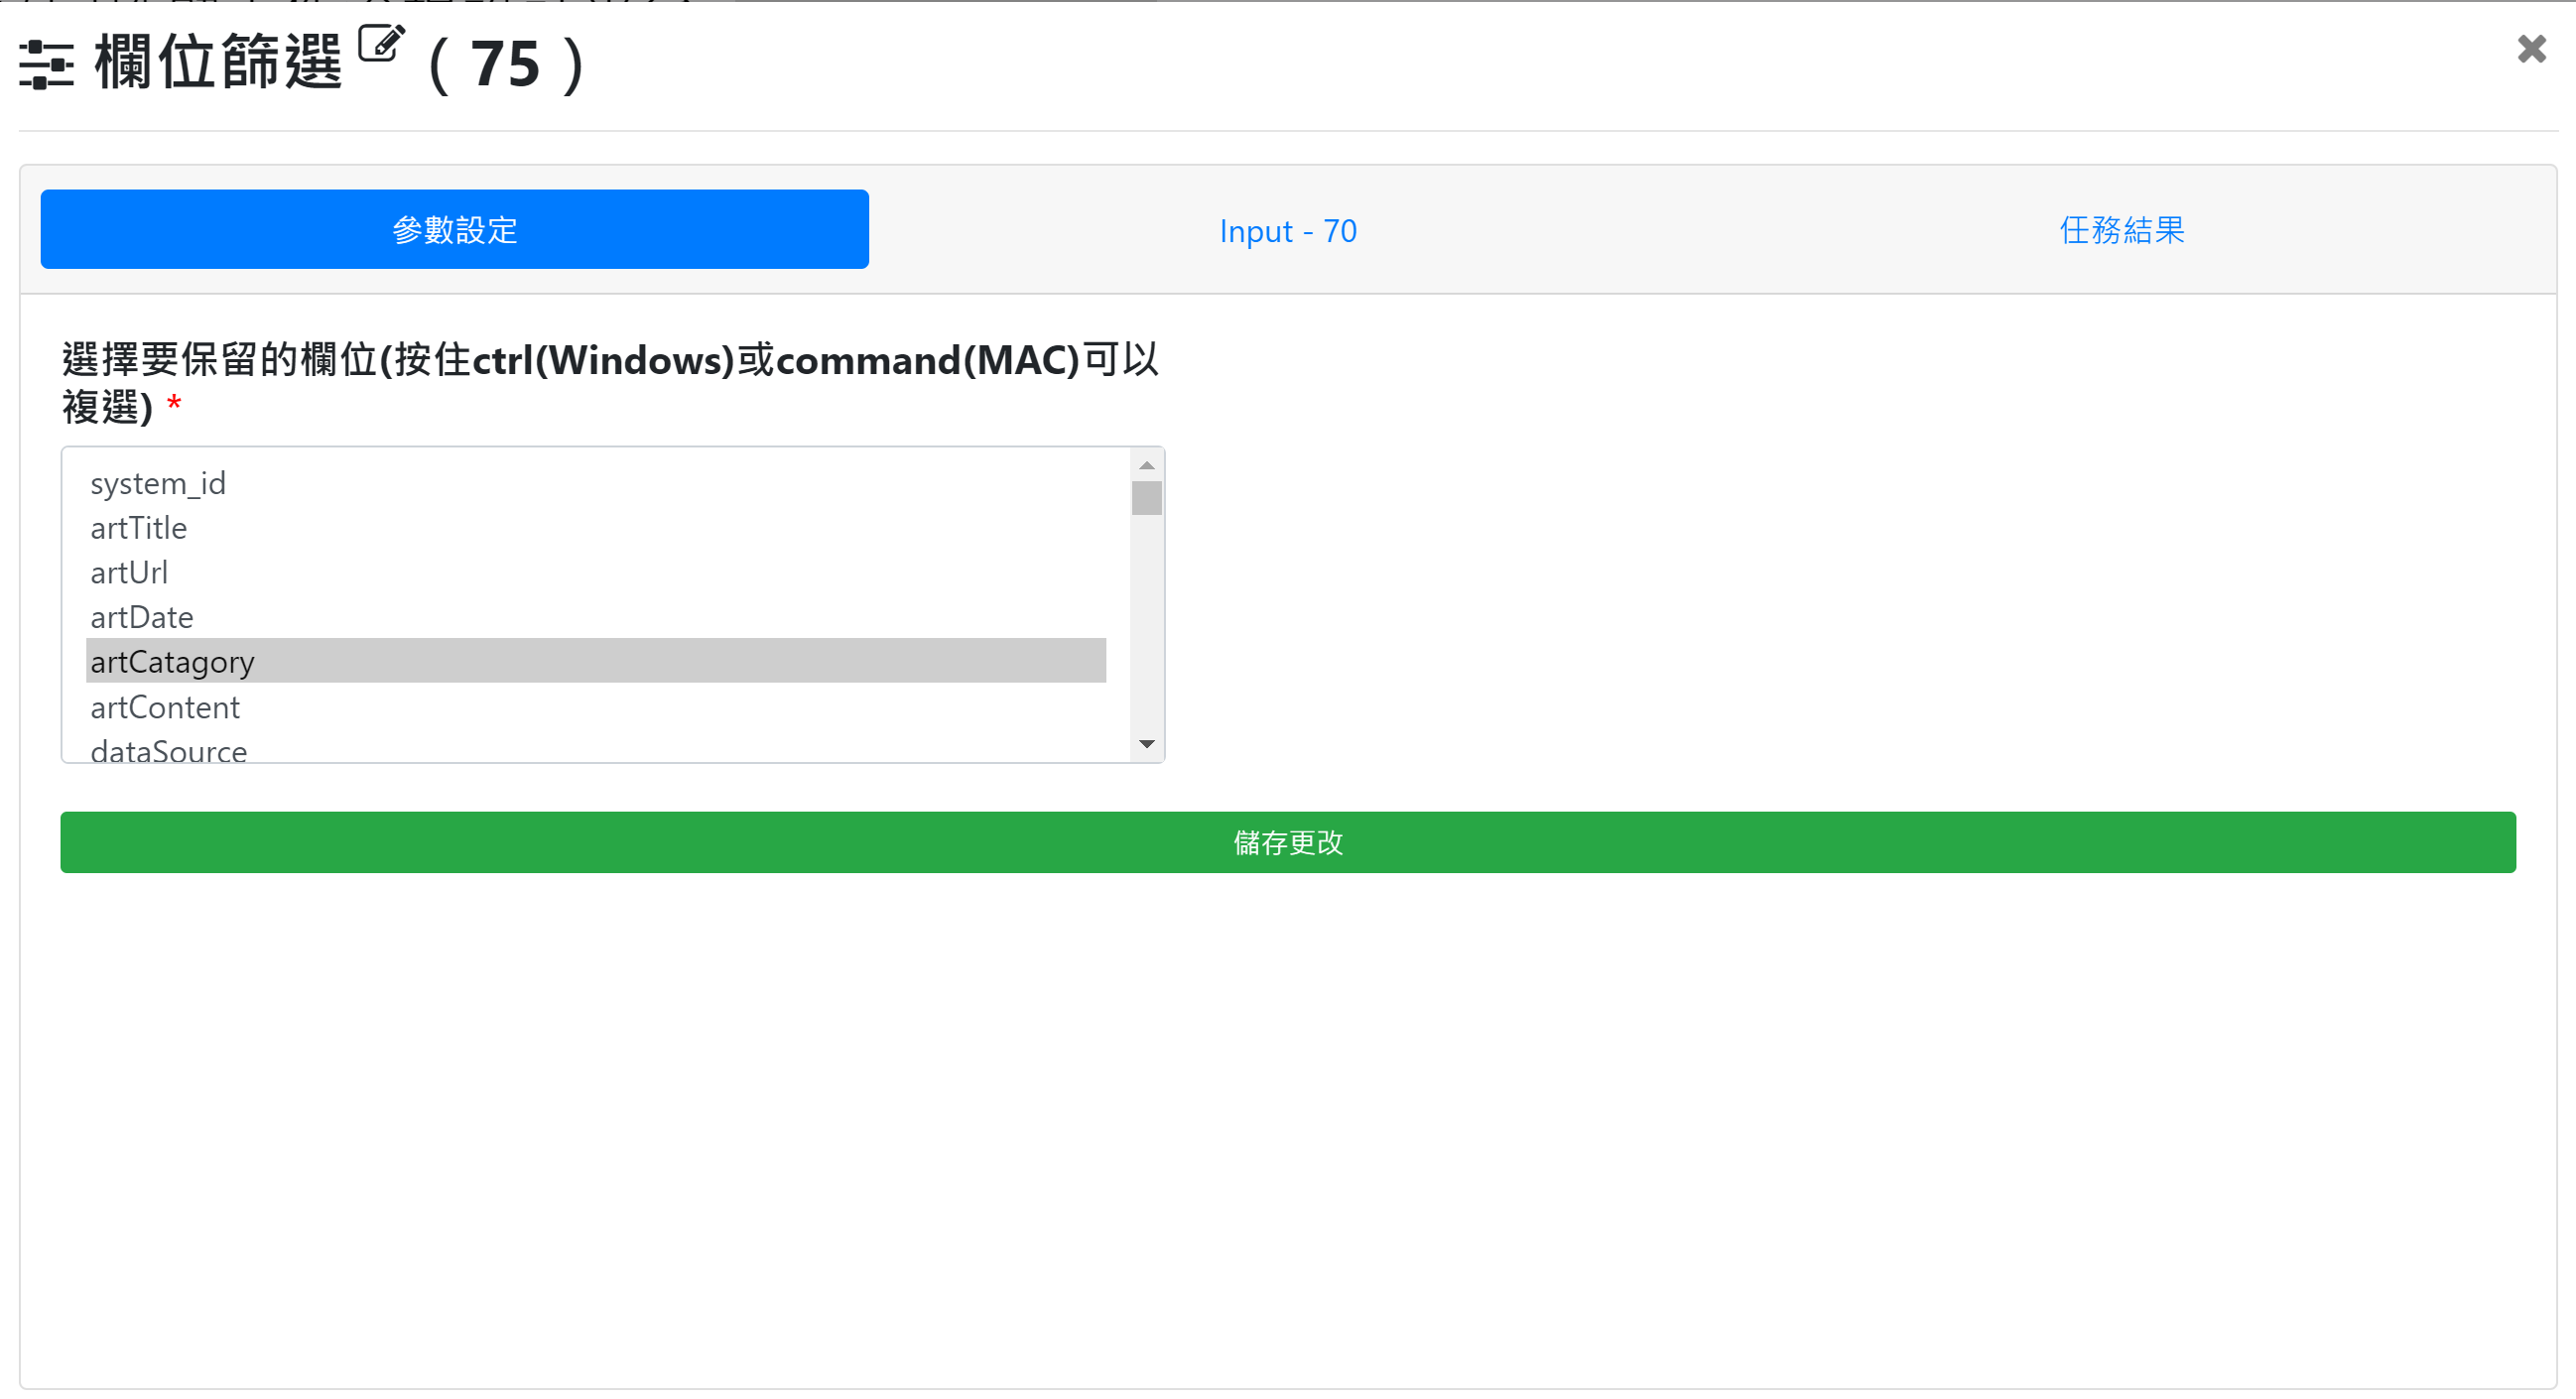 欄位篩選 ( 75 )
參數設定
Input - 70
任務結果
選擇要保留的欄位(按住ctrl(Windows)或command(MAC)可以
複選) *
system_id
artTitle
artUrl
artDate
artCatagory
artContent
dataSource
儲存更改